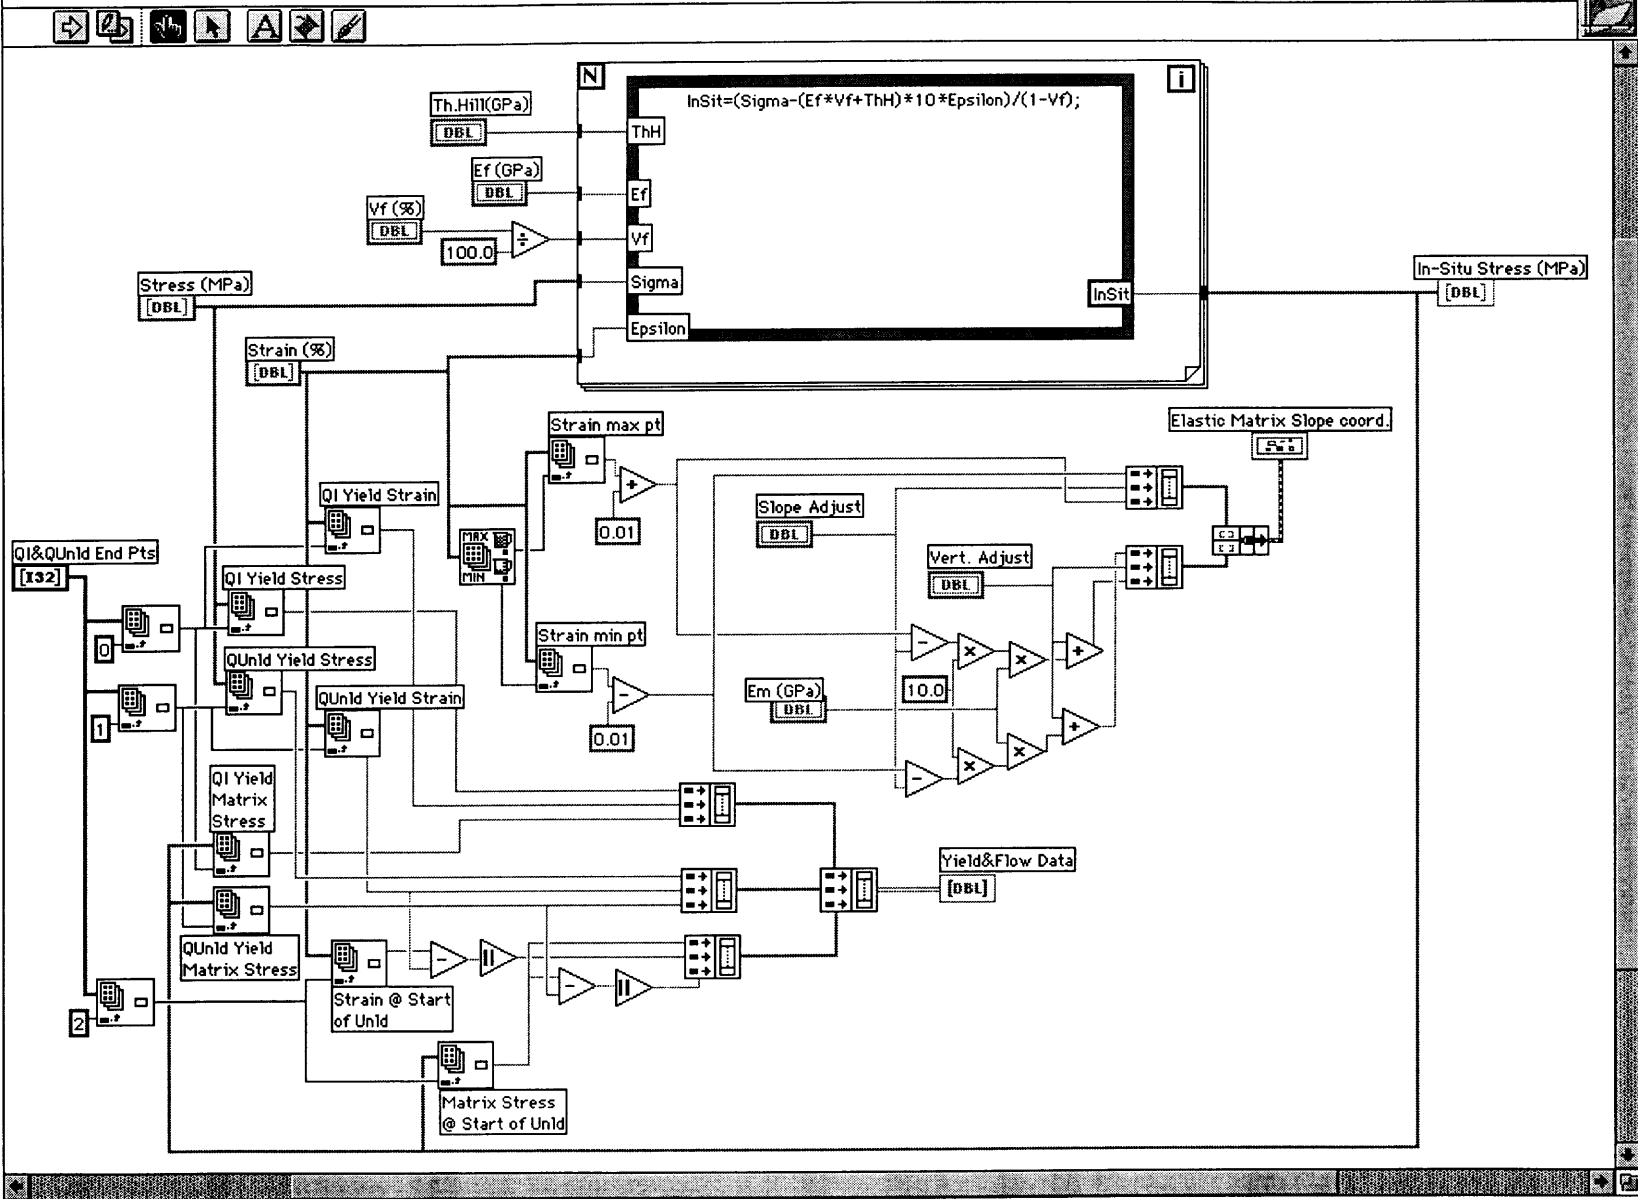 A
N
i
InSit=(Sigma-(Ef*Vf+ThH)*10*Epsilon)/(1-Vf);
Th.Hill(GPa)
DBL
ThH
Ef (GPa)
DBL
Ef
Vf (%)
DBL
100.0
÷
Vf
Stress (MPa)
[DBL]
Sigma
In-Situ Stress (MPa)
[DBL]
InSit
Epsilon
Strain (%)
[DBL]
Strain max pt
+
0.01
Elastic Matrix Slope coord.
QI Yield Strain
Slope Adjust
DBL
MAX
MIN
Vert. Adjust
DBL
QI&QUnld End Pts
[I32]
QI Yield Stress
0
Strain min pt
-
0.01
-
x
x
+
QUnld Yield Stress
QUnld Yield Strain
1
Em (GPa)
DBL
10.0
-
x
x
+
QI Yield
Matrix
Stress
Yield&Flow Data
[DBL]
QUnld Yield
Matrix Stress
-
||
-
||
2
Strain @ Start
of Unld
Matrix Stress
@ Start of Unld